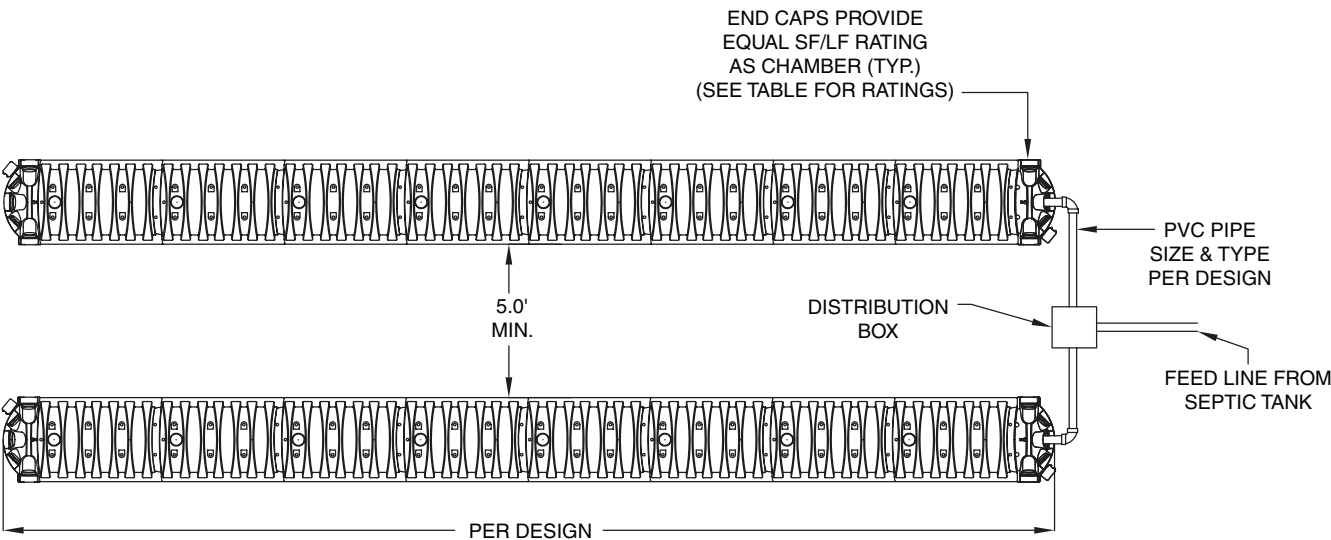 END CAPS PROVIDE
EQUAL SF/LF RATING
AS CHAMBER (TYP.)
(SEE TABLE FOR RATINGS)
PVC PIPE
SIZE & TYPE
PER DESIGN
5.0'
MIN.
DISTRIBUTION
BOX
FEED LINE FROM
SEPTIC TANK
PER DESIGN